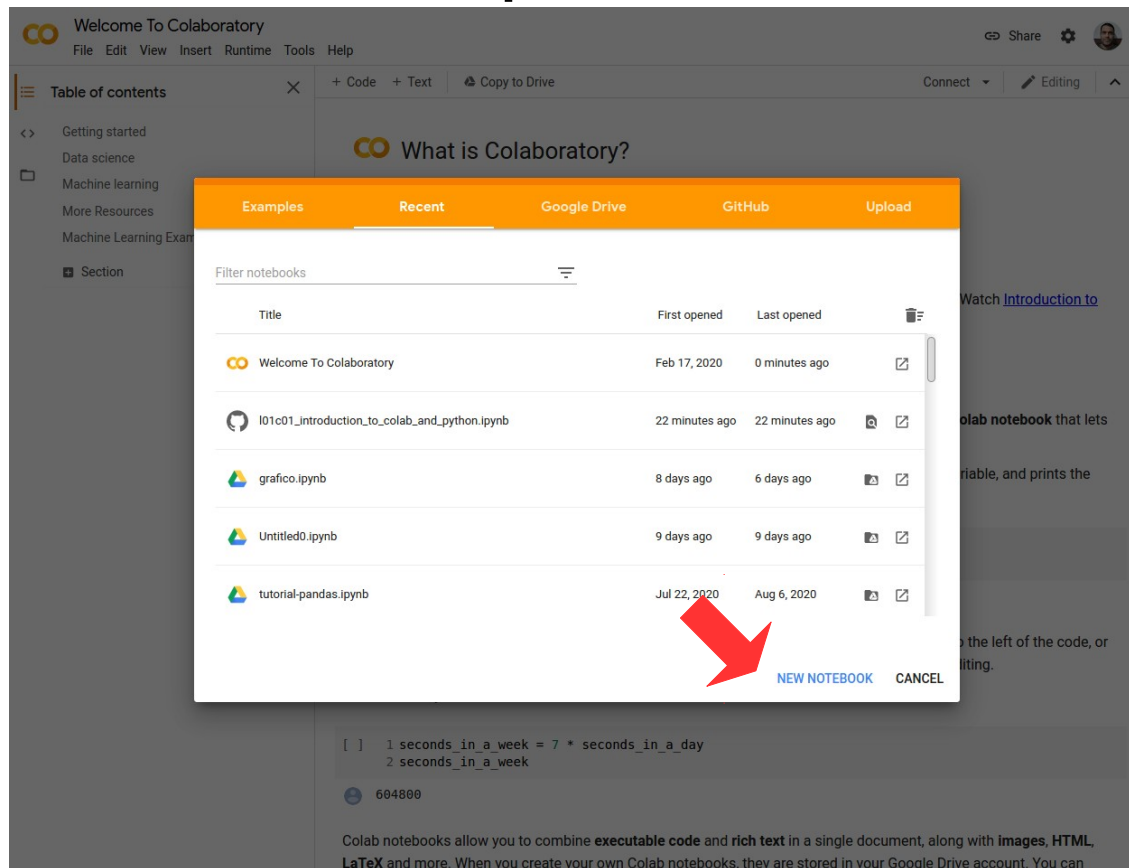 Welcome To Colaboratory
File Edit View Insert Runtime Tools Help
Share
Table of contents
+ Code + Text Copy to Drive
Connect Editing
Getting started
Data science
Machine learning
More Resources
Machine Learning Exam
Section
CO What is Colaboratory?
Examples Recent Google Drive GitHub Upload
Filter notebooks
Title First opened Last opened
Welcome To Colaboratory Feb 17, 2020 0 minutes ago
l01c01_introduction_to_colab_and_python.ipynb 22 minutes ago 22 minutes ago
grafico.ipynb 8 days ago 6 days ago
Untitled0.ipynb 9 days ago 9 days ago
tutorial-pandas.ipynb Jul 22, 2020 Aug 6, 2020
NEW NOTEBOOK CANCEL
Watch Introduction to
olab notebook that lets
riable, and prints the
the left of the code, or
diting.
[ ] 1 seconds_in_a_week = 7 * seconds_in_a_day
2 seconds_in_a_week
604800
Colab notebooks allow you to combine executable code and rich text in a single document, along with images, HTML,
LaTeX and more. When you create your own Colab notebooks, they are stored in your Google Drive account. You can